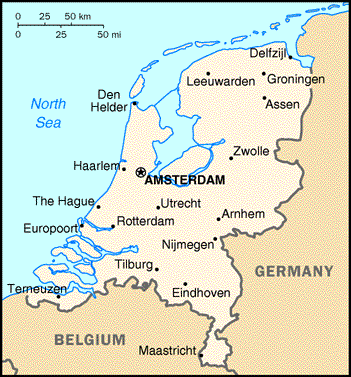 0 25 50 km
0 25 50 mi
Delfzijl
Leeuwarden
Groningen
Den
Helder
Assen
North
Sea
Zwolle
Haarlem
AMSTERDAM
The Hague
Utrecht
Europoort
Rotterdam
Arnhem
Nijmegen
Tilburg
GERMANY
Terneuzen
Eindhoven
BELGIUM
Maastricht